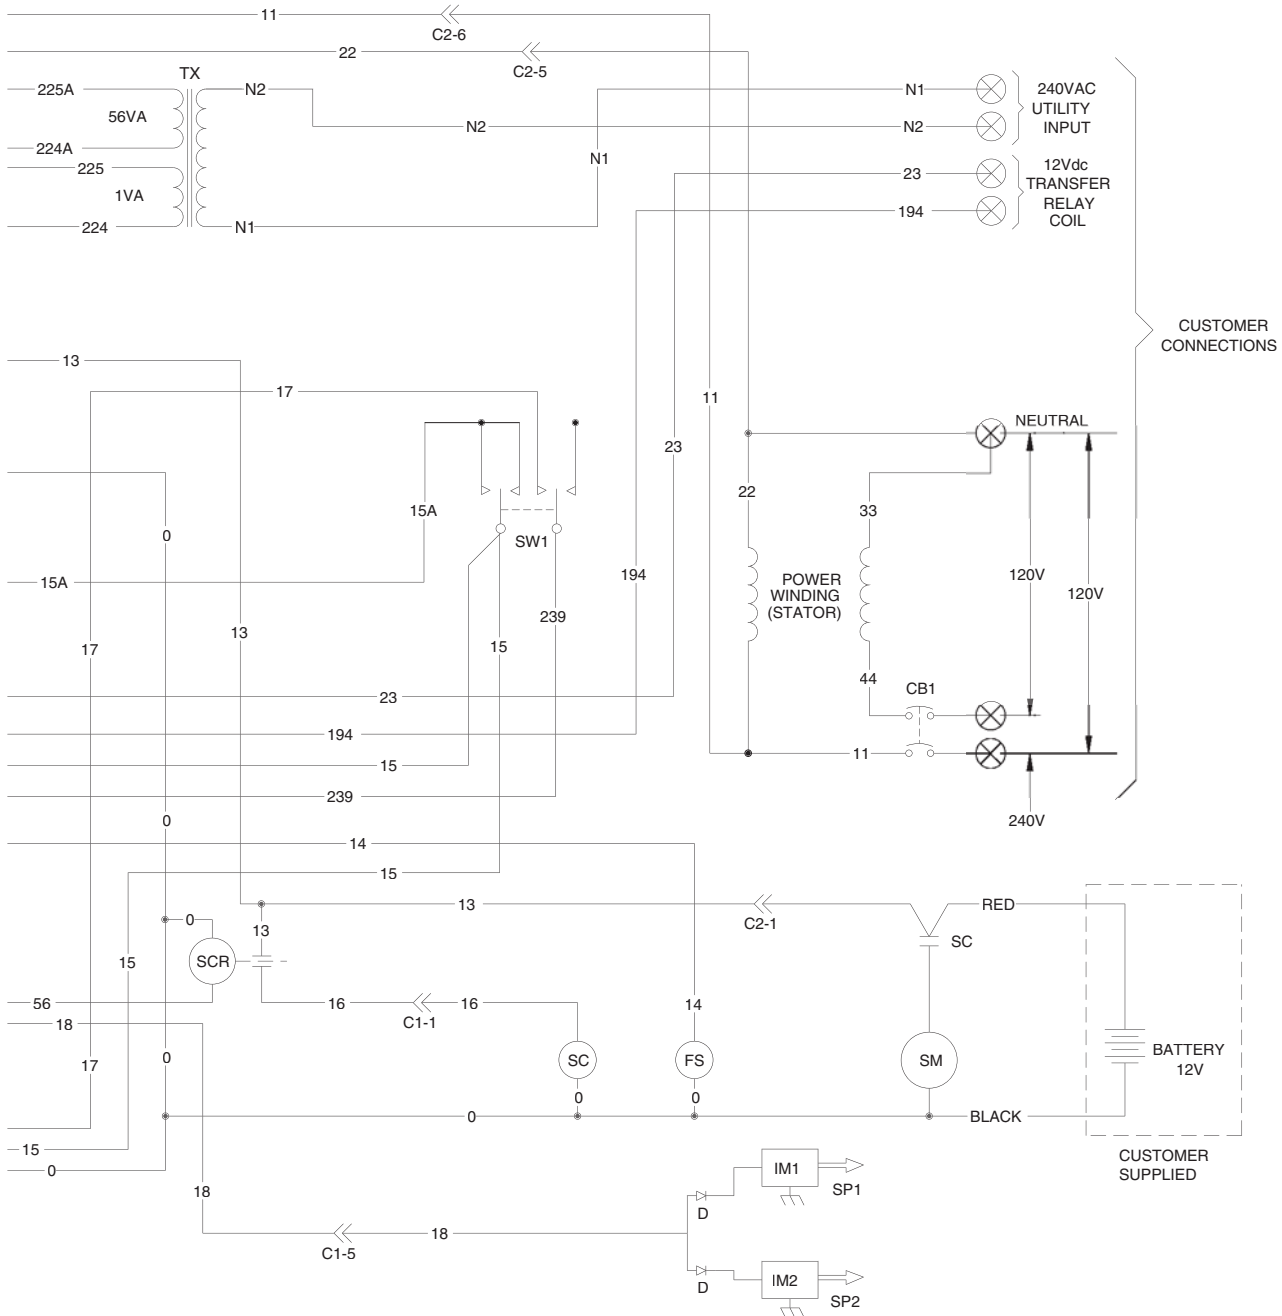 11
C2-6
22
C2-5
TX
225A
N2
56VA
N1
240VAC
UTILITY
INPUT
N2
N2
224A
225
N1
12Vdc
TRANSFER
RELAY
COIL
23
1VA
194
224
N1
CUSTOMER
CONNECTIONS
13
17
11
NEUTRAL
23
22
33
15A
0
SW1
15A
194
POWER
WINDING
(STATOR)
120V
120V
239
13
15
17
44
CB1
23
194
15
11
239
0
240V
14
15
13
RED
C2-1
0
13
SC
SCR
15
56
16
16
14
C1-1
18
0
17
SC
FS
SM
BATTERY
12V
0
0
0
BLACK
15
0
CUSTOMER
SUPPLIED
IM1
SP1
18
D
18
C1-5
IM2
D
SP2